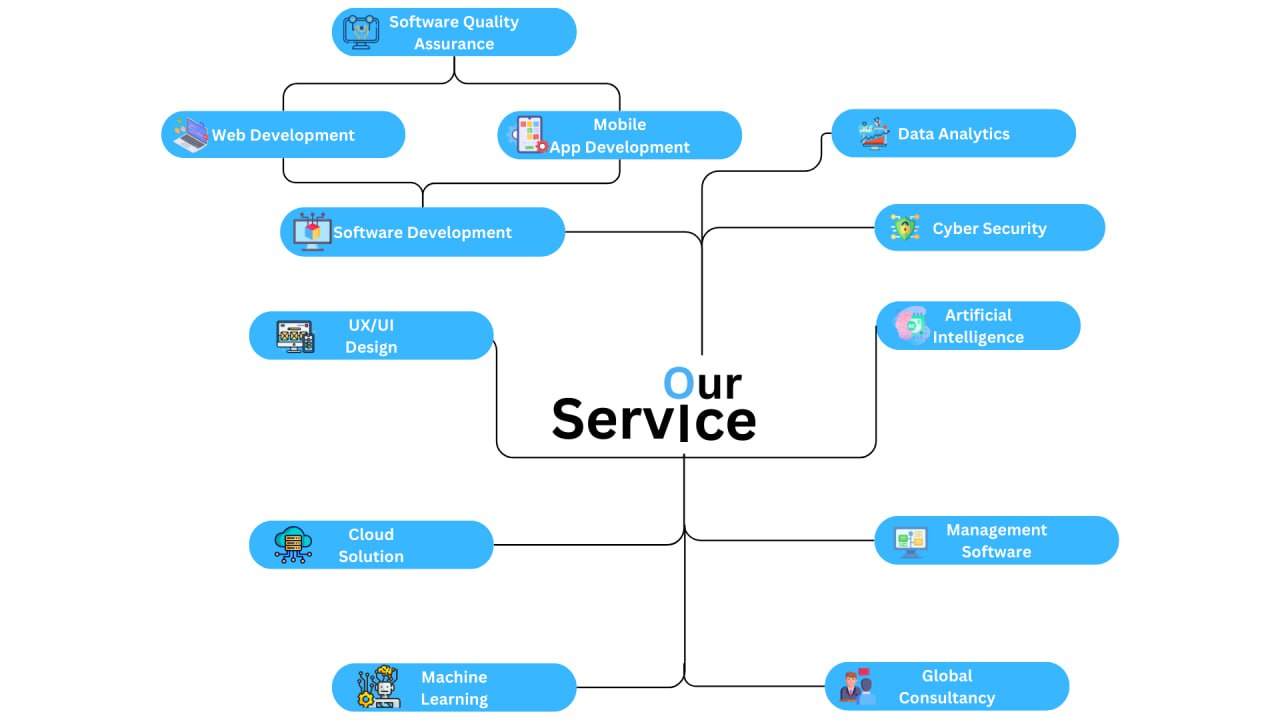 Software Quality
Assurance
Web Development
Mobile
App Development
Data Analytics
Software Development
Cyber Security
UX/UI
Design
Artificial
Intelligence
Our
Service
Cloud
Solution
Management
Software
Machine
Learning
Global
Consultancy